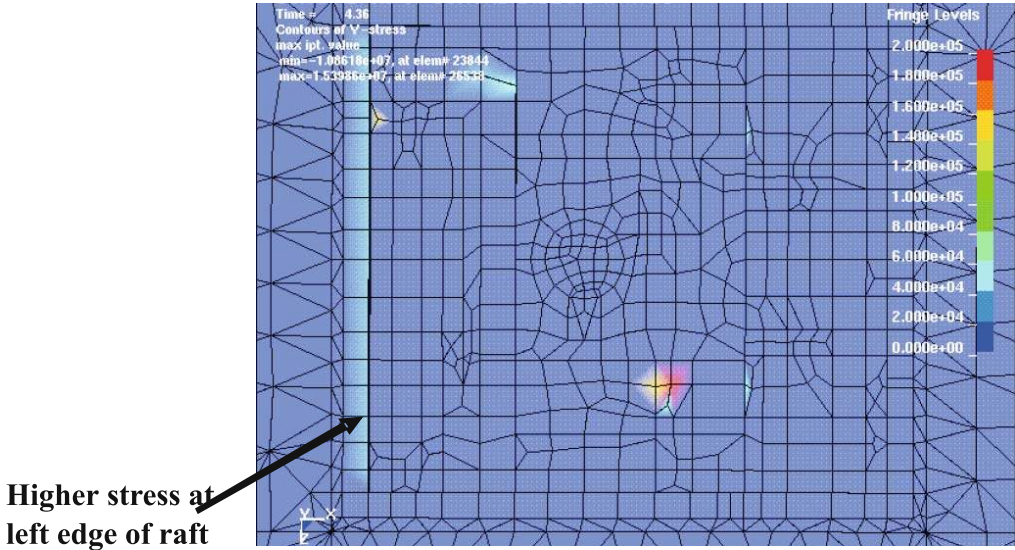 Time = 4.36
Contours of Y-stress
max ipt. value
min=-1.08618e+07, at elem# 23844
max=1.53986e+07, at elem# 26538
Fringe Levels
2.000e+05
1.800e+05
1.600e+05
1.400e+05
1.200e+05
1.000e+05
8.000e+04
6.000e+04
4.000e+04
2.000e+04
0.000e+00
Higher stress at
left edge of raft
Y X
Z